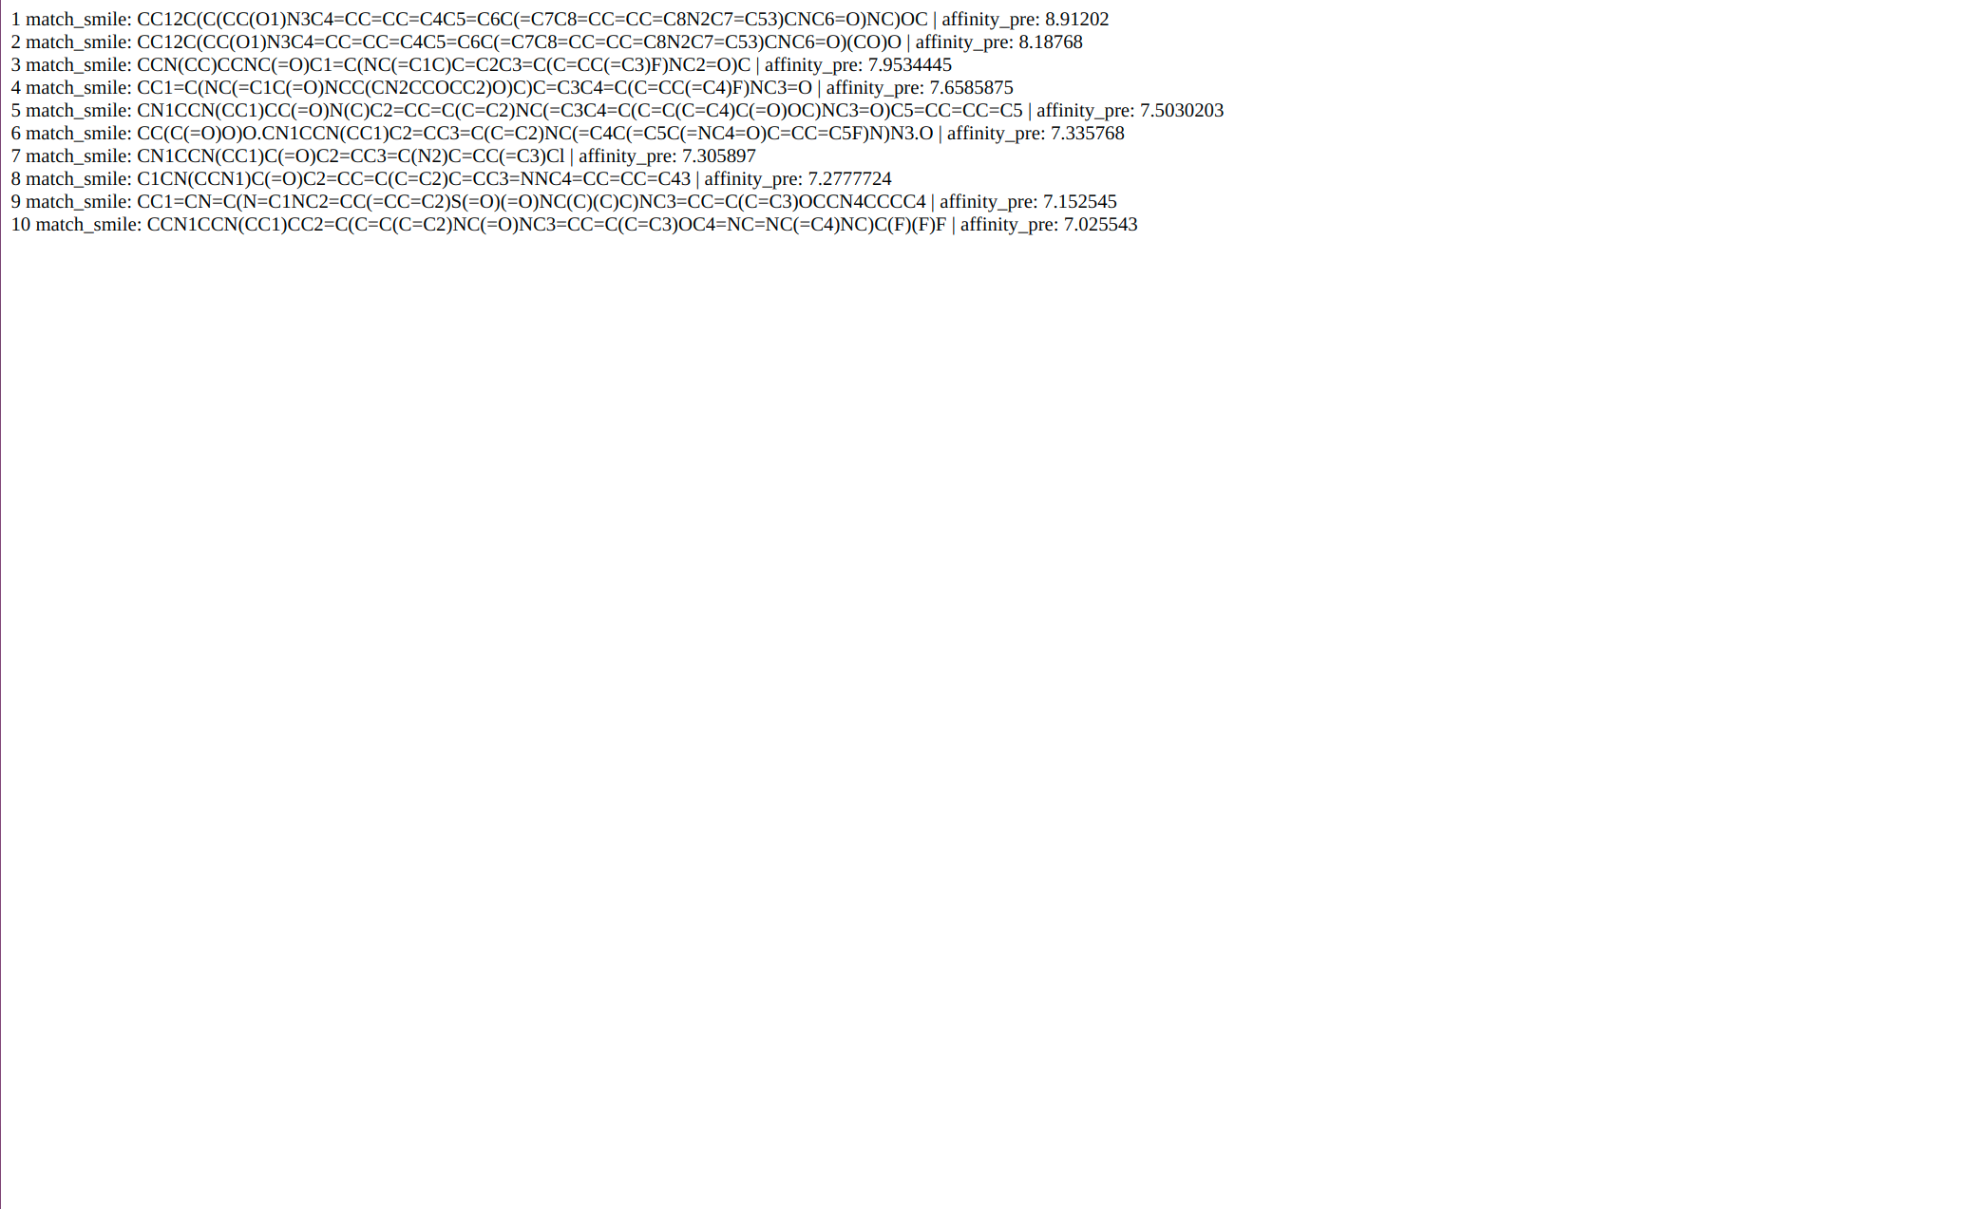 1 match_smile: CC12C(C(CC(O1)N3C4=CC=CC=C4C5=C6C(=C7C8=CC=CC=C8N2C7=C53)CNC6=O)NC)OC | affinity_pre: 8.91202
2 match_smile: CC12C(CC(O1)N3C4=CC=CC=C4C5=C6C(=C7C8=CC=CC=C8N2C7=C53)CNC6=O)(CO)O | affinity_pre: 8.18768
3 match_smile: CCN(CC)CCNC(=O)C1=C(NC(=C1C)C=C2C3=C(C=CC(=C3)F)NC2=O)C | affinity_pre: 7.9534445
4 match_smile: CC1=C(NC(=C1C(=O)NCC(CN2CCOCC2)O)C)C=C3C4=C(C=CC(=C4)F)NC3=O | affinity_pre: 7.6585875
5 match_smile: CN1CCN(CC1)CC(=O)N(C)C2=CC=C(C=C2)NC(=C3C4=C(C=C(C=C4)C(=O)OC)NC3=O)C5=CC=CC=C5 | affinity_pre: 7.5030203
6 match_smile: CC(C(=O)O)O.CN1CCN(CC1)C2=CC3=C(C=C2)NC(=C4C(=C5C(=NC4=O)C=CC=C5F)N)N3.O | affinity_pre: 7.335768
7 match_smile: CN1CCN(CC1)C(=O)C2=CC3=C(N2)C=CC(=C3)Cl | affinity_pre: 7.305897
8 match_smile: C1CN(CCN1)C(=O)C2=CC=C(C=C2)C=CC3=NNC4=CC=CC=C43 | affinity_pre: 7.2777724
9 match_smile: CC1=CN=C(N=C1NC2=CC(=CC=C2)S(=O)(=O)NC(C)(C)C)NC3=CC=C(C=C3)OCCN4CCCC4 | affinity_pre: 7.152545
10 match_smile: CCN1CCN(CC1)CC2=C(C=C(C=C2)NC(=O)NC3=CC=C(C=C3)OC4=NC=NC(=C4)NC)C(F)(F)F | affinity_pre: 7.025543